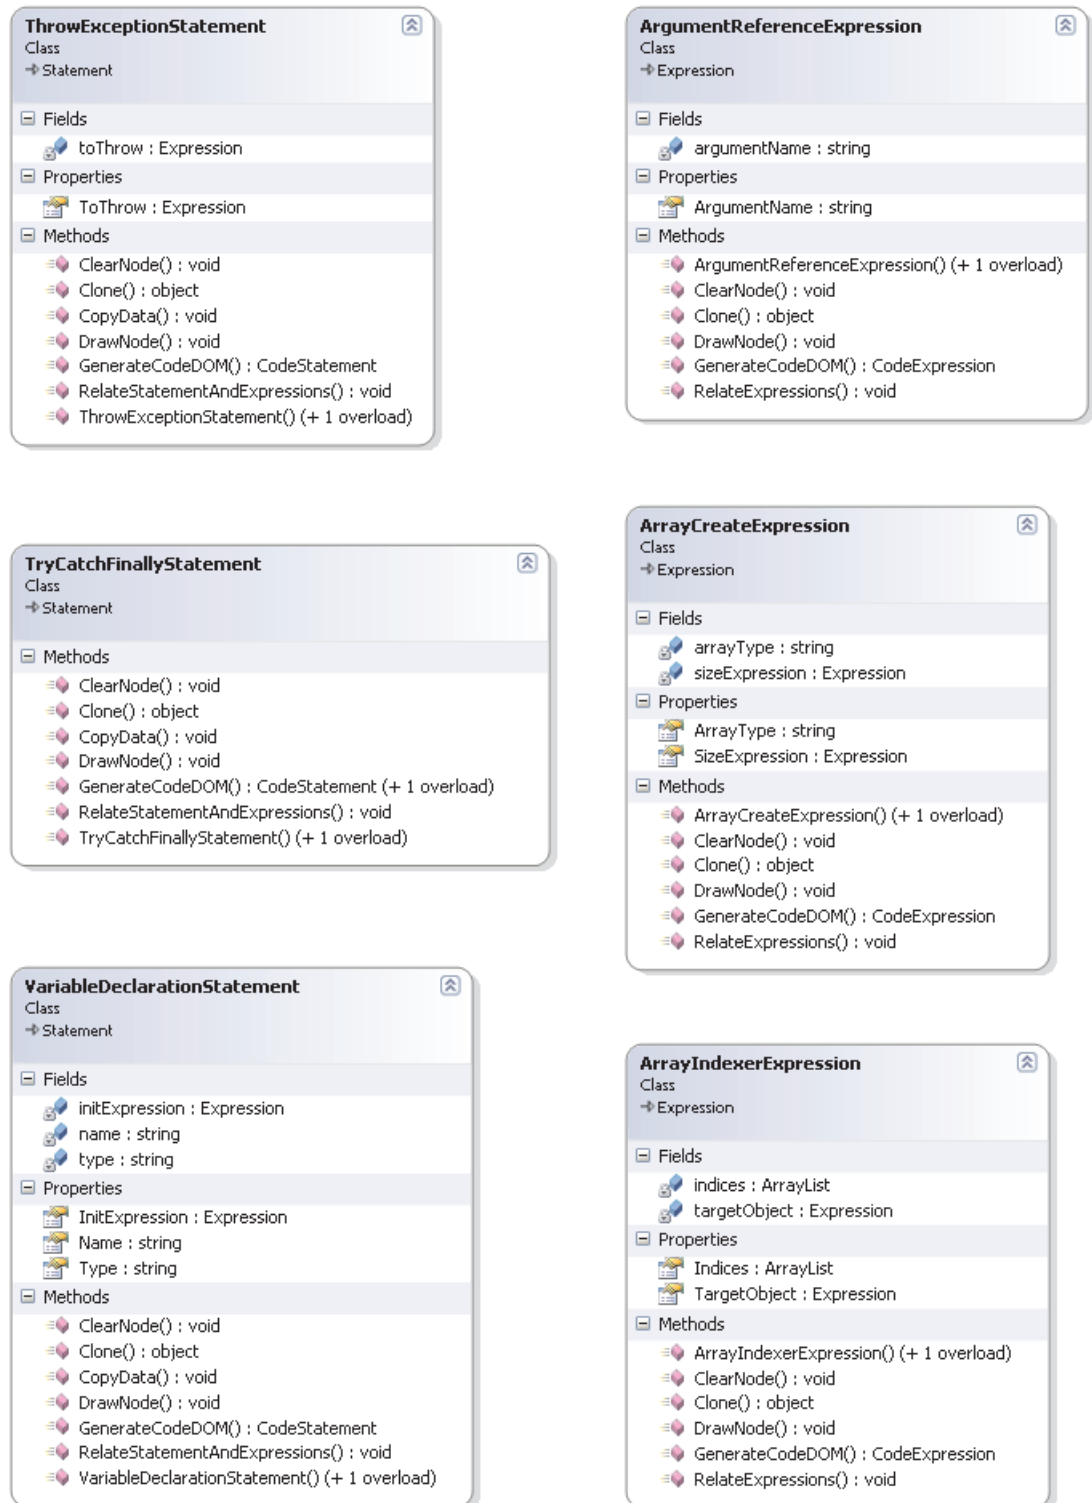 ThrowExceptionStatement
Class
Statement
Fields
toThrow : Expression
Properties
ToThrow : Expression
Methods
ClearNode() : void
Clone() : object
CopyData() : void
DrawNode() : void
GenerateCodeDOM() : CodeStatement
RelateStatementAndExpressions() : void
ThrowExceptionStatement() (+ 1 overload)
TryCatchFinallyStatement
Class
Statement
Methods
ClearNode() : void
Clone() : object
CopyData() : void
DrawNode() : void
GenerateCodeDOM() : CodeStatement (+ 1 overload)
RelateStatementAndExpressions() : void
TryCatchFinallyStatement() (+ 1 overload)
VariableDeclarationStatement
Class
Statement
Fields
initExpression : Expression
name : string
type : string
Properties
InitExpression : Expression
Name : string
Type : string
Methods
ClearNode() : void
Clone() : object
CopyData() : void
DrawNode() : void
GenerateCodeDOM() : CodeStatement
RelateStatementAndExpressions() : void
VariableDeclarationStatement() (+ 1 overload)
ArgumentReferenceExpression
Class
Expression
Fields
argumentName : string
Properties
ArgumentName : string
Methods
ArgumentReferenceExpression() (+ 1 overload)
ClearNode() : void
Clone() : object
DrawNode() : void
GenerateCodeDOM() : CodeExpression
RelateExpressions() : void
ArrayCreateExpression
Class
Expression
Fields
arrayType : string
sizeExpression : Expression
Properties
ArrayType : string
SizeExpression : Expression
Methods
ArrayCreateExpression() (+ 1 overload)
ClearNode() : void
Clone() : object
DrawNode() : void
GenerateCodeDOM() : CodeExpression
RelateExpressions() : void
ArrayIndexerExpression
Class
Expression
Fields
indices : ArrayList
targetObject : Expression
Properties
Indices : ArrayList
TargetObject : Expression
Methods
ArrayIndexerExpression() (+ 1 overload)
ClearNode() : void
Clone() : object
DrawNode() : void
GenerateCodeDOM() : CodeExpression
RelateExpressions() : void